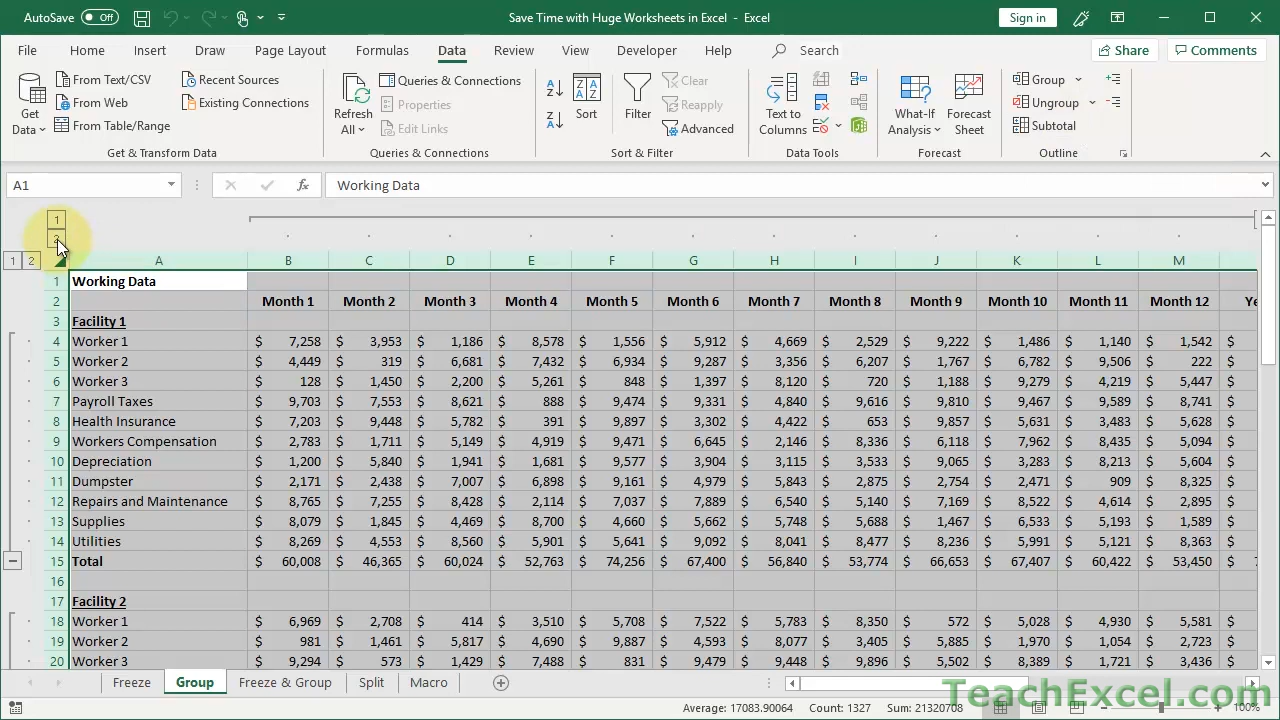 AutoSave Off Save Time with Huge Worksheets in Excel - Excel Sign in
File Home Insert Draw Page Layout Formulas Data Review View Developer Help Search Share Comments
Get Data From Text/CSV Recent Sources Refresh All Queries & Connections Sort Filter Clear Text to Columns What-If Analysis Forecast Sheet Group
From Web Existing Connections Properties Reapply Ungroup
From Table/Range Edit Links Advanced Subtotal
Get & Transform Data Queries & Connections Sort & Filter Data Tools Forecast Outline
A1 fx Working Data
1
2
1 2 A B C D E F G H I J K L M
1 Working Data
2 Month 1 Month 2 Month 3 Month 4 Month 5 Month 6 Month 7 Month 8 Month 9 Month 10 Month 11 Month 12 Ye
3 Facility 1
4 Worker 1 $ 7,258 $ 3,953 $ 1,186 $ 8,578 $ 1,556 $ 5,912 $ 4,669 $ 2,529 $ 9,222 $ 1,486 $ 1,140 $ 1,542 $
5 Worker 2 $ 4,449 $ 319 $ 6,681 $ 7,432 $ 6,934 $ 9,287 $ 3,356 $ 6,207 $ 1,767 $ 6,782 $ 9,506 $ 222 $
6 Worker 3 $ 128 $ 1,450 $ 2,200 $ 5,261 $ 848 $ 1,397 $ 8,120 $ 720 $ 1,188 $ 9,279 $ 4,219 $ 5,447 $
7 Payroll Taxes $ 9,703 $ 7,553 $ 8,621 $ 888 $ 9,474 $ 9,331 $ 4,840 $ 9,616 $ 9,810 $ 9,467 $ 9,589 $ 8,741 $
8 Health Insurance $ 7,203 $ 9,448 $ 5,782 $ 391 $ 9,897 $ 3,302 $ 4,422 $ 653 $ 9,857 $ 5,631 $ 3,483 $ 5,628 $
9 Workers Compensation $ 2,783 $ 1,711 $ 5,149 $ 4,919 $ 9,471 $ 6,645 $ 2,146 $ 8,336 $ 6,118 $ 7,962 $ 8,435 $ 5,094 $
10 Depreciation $ 1,200 $ 5,840 $ 1,941 $ 1,681 $ 9,577 $ 3,904 $ 3,115 $ 3,533 $ 9,065 $ 3,283 $ 8,213 $ 5,604 $
11 Dumpster $ 2,171 $ 2,438 $ 7,007 $ 6,898 $ 9,161 $ 4,979 $ 5,843 $ 2,875 $ 2,754 $ 2,471 $ 909 $ 8,325 $
12 Repairs and Maintenance $ 8,765 $ 7,255 $ 8,428 $ 2,114 $ 7,037 $ 7,889 $ 6,540 $ 5,140 $ 7,169 $ 8,522 $ 4,614 $ 2,895 $
13 Supplies $ 8,079 $ 1,845 $ 4,469 $ 8,700 $ 4,660 $ 5,662 $ 5,748 $ 5,688 $ 1,467 $ 6,533 $ 5,193 $ 1,589 $
14 Utilities $ 8,269 $ 4,553 $ 8,560 $ 5,901 $ 5,641 $ 9,092 $ 8,041 $ 8,477 $ 8,236 $ 5,991 $ 5,121 $ 8,363 $
15 Total $ 60,008 $ 46,365 $ 60,024 $ 52,763 $ 74,256 $ 67,400 $ 56,840 $ 53,774 $ 66,653 $ 67,407 $ 60,422 $ 53,450 $
16
17 Facility 2
18 Worker 1 $ 6,969 $ 2,708 $ 414 $ 3,510 $ 5,708 $ 7,522 $ 5,783 $ 8,350 $ 572 $ 5,028 $ 4,930 $ 5,581 $
19 Worker 2 $ 981 $ 1,461 $ 5,817 $ 4,690 $ 9,887 $ 4,593 $ 8,077 $ 3,405 $ 5,885 $ 1,970 $ 1,054 $ 2,723 $
20 Worker 3 $ 9,294 $ 573 $ 1,429 $ 7,488 $ 831 $ 9,479 $ 9,448 $ 9,896 $ 5,502 $ 8,389 $ 1,721 $ 3,436 $
Freeze Group Freeze & Group Split Macro
TeachExcel.com
Average: 17083.90064 Count: 1327 Sum: 21320708 100%